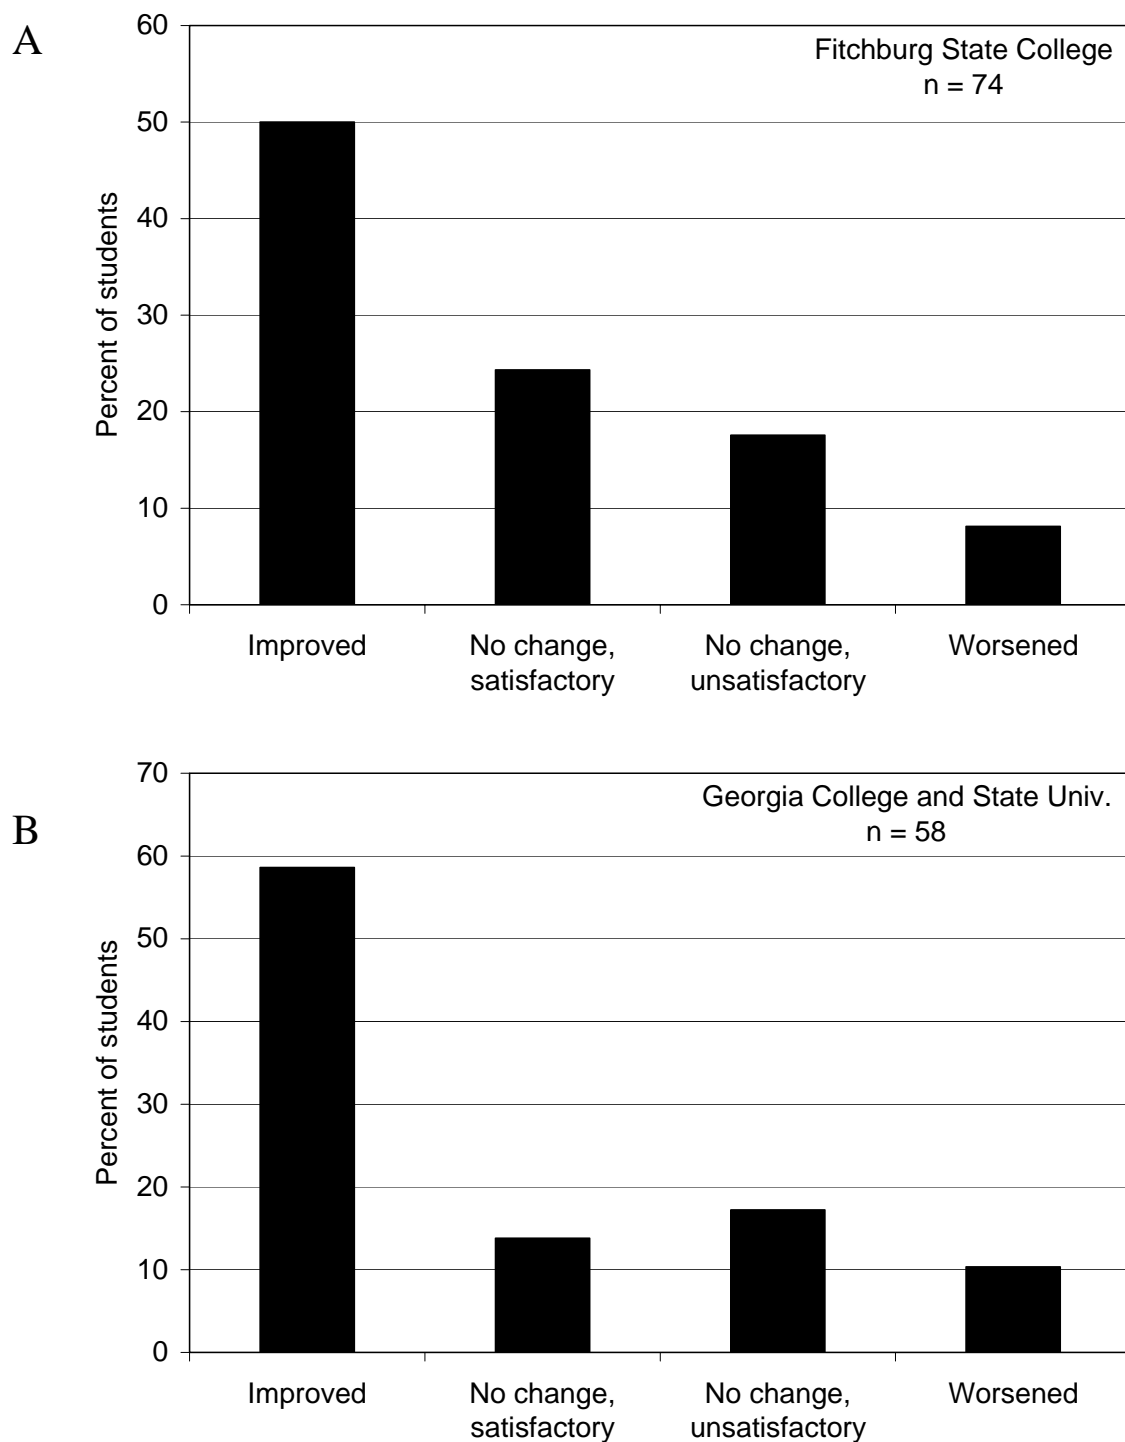 A
Fitchburg State College
n = 74
60
50
40
30
20
10
0
Percent of students
Improved
No change,
satisfactory
No change,
unsatisfactory
Worsened
B
Georgia College and State Univ.
n = 58
70
60
50
40
30
20
10
0
Percent of students
Improved
No change,
satisfactory
No change,
unsatisfactory
Worsened